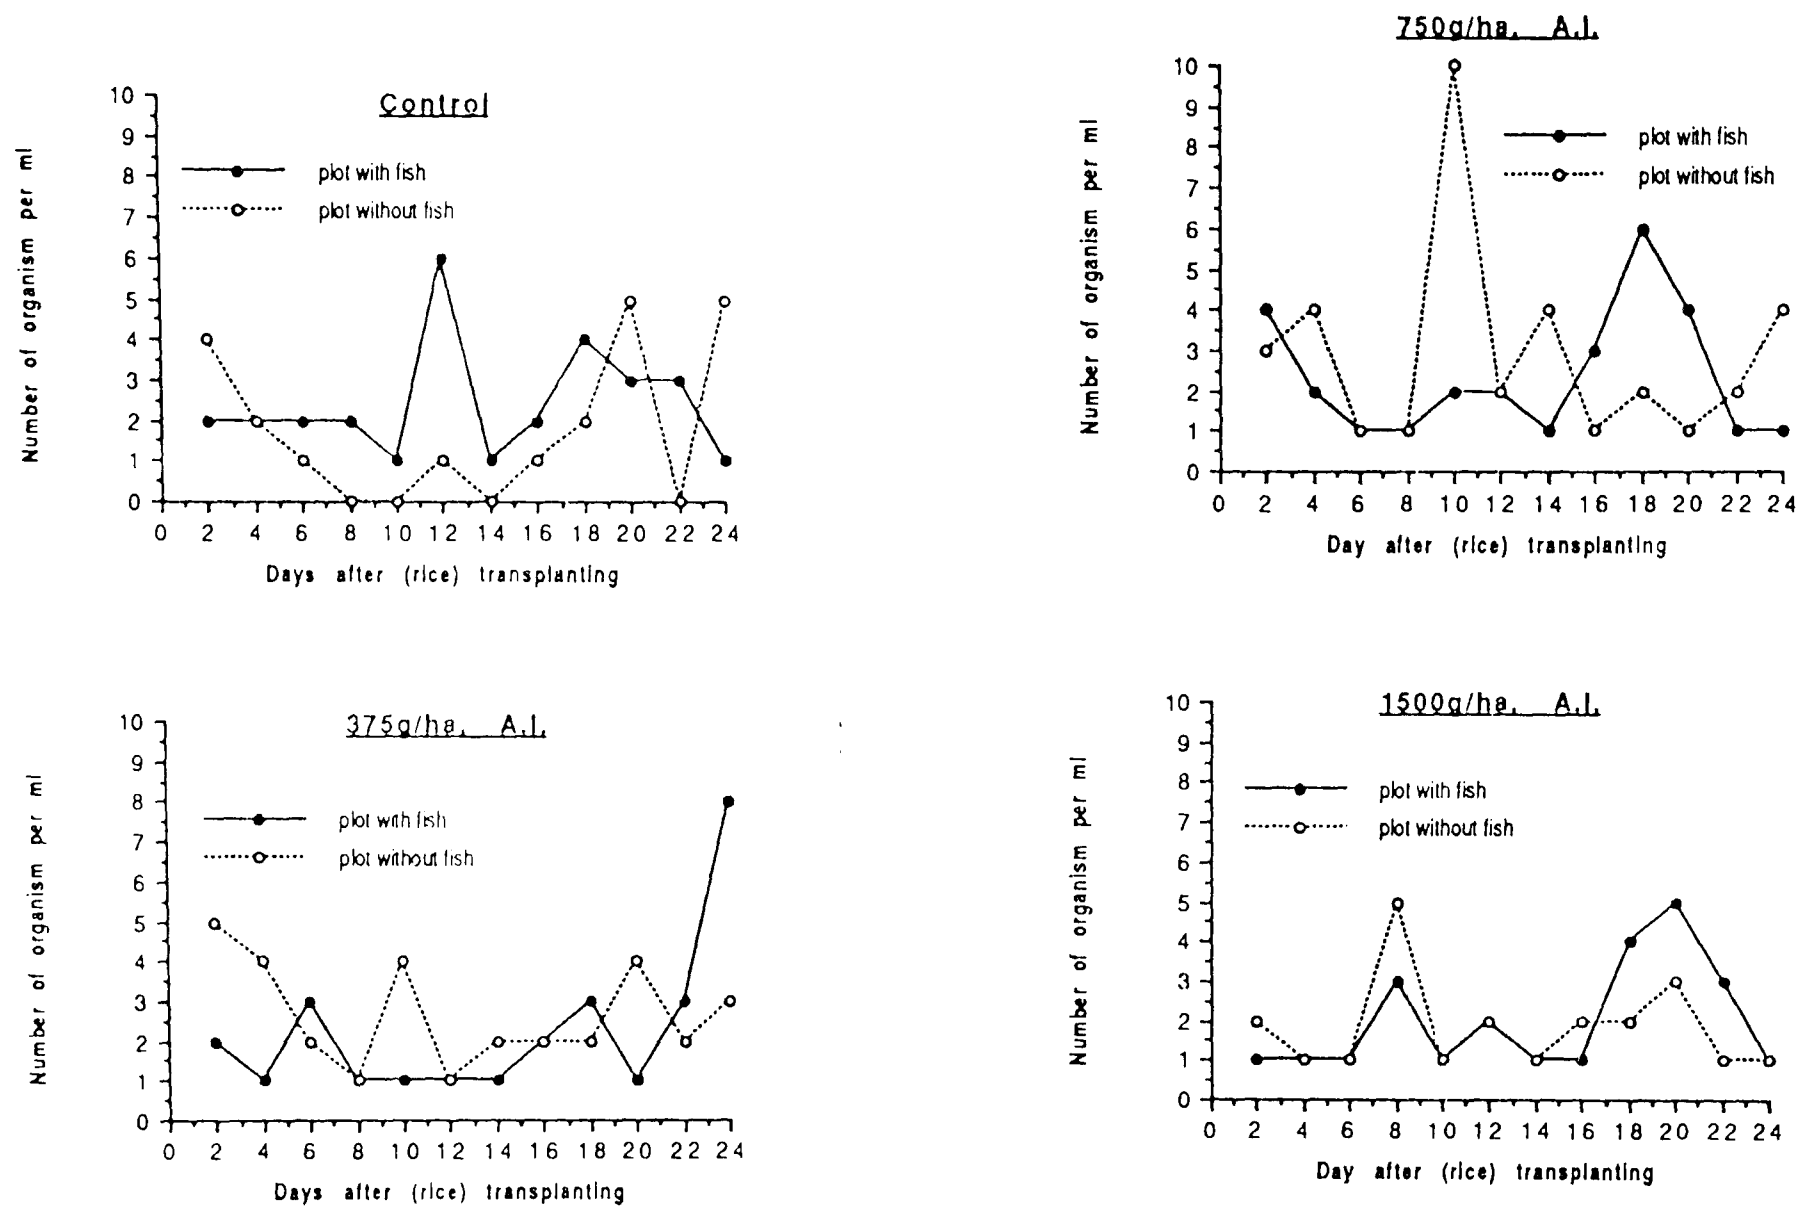 Control
10
9
8
7
6
5
4
3
2
1
0
Number of organism per ml
plot with fish
plot without fish
0 2 4 6 8 10 12 14 16 18 20 22 24
Days after (rice) transplanting
750g/ha. A.I.
10
9
8
7
6
5
4
3
2
1
0
Number of organism per ml
plot with fish
plot without fish
0 2 4 6 8 10 12 14 16 18 20 22 24
Day after (rice) transplanting
375g/ha. A.I.
10
9
8
7
6
5
4
3
2
1
0
Number of organism per ml
plot with fish
plot without fish
0 2 4 6 8 10 12 14 16 18 20 22 24
Days after (rice) transplanting
1500g/ha. A.I.
10
9
8
7
6
5
4
3
2
1
0
Number of organism per ml
plot with fish
plot without fish
0 2 4 6 8 10 12 14 16 18 20 22 24
Day after (rice) transplanting